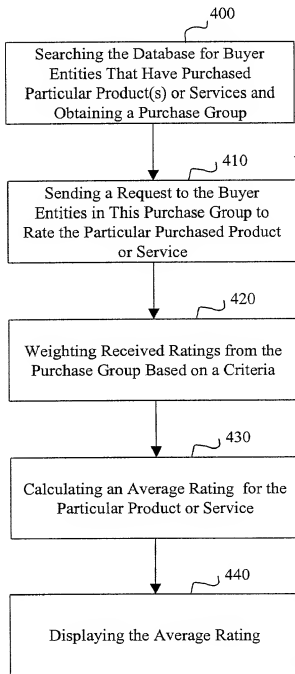 400
Searching the Database for Buyer
Entities That Have Purchased
Particular Product(s) or Services and
Obtaining a Purchase Group
410
Sending a Request to the Buyer
Entities in This Purchase Group to
Rate the Particular Purchased Product
or Service
420
Weighting Received Ratings from the
Purchase Group Based on a Criteria
430
Calculating an Average Rating for the
Particular Product or Service
440
Displaying the Average Rating